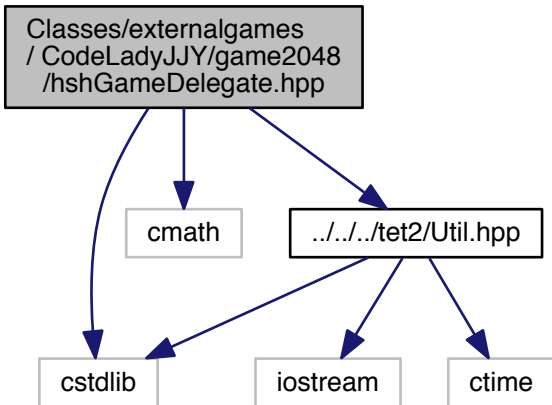 Classes/externalgames
/ CodeLadyJJY/game2048
/hshGameDelegate.hpp
cmath
../../../tet2/Util.hpp
cstdlib
iostream
ctime